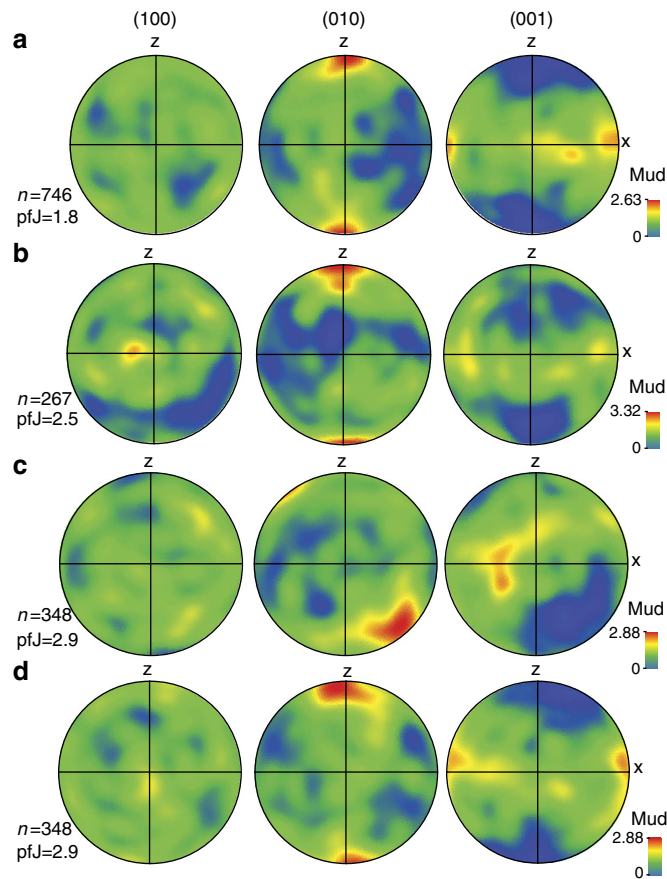 (100) (010) (001)
a z z z
x
n=746
pfJ=1.8
Mud
2.63
0
b z z z
x
n=267
pfJ=2.5
Mud
3.32
0
c z z z
x
n=348
pfJ=2.9
Mud
2.88
0
d z z z
x
n=348
pfJ=2.9
Mud
2.88
0